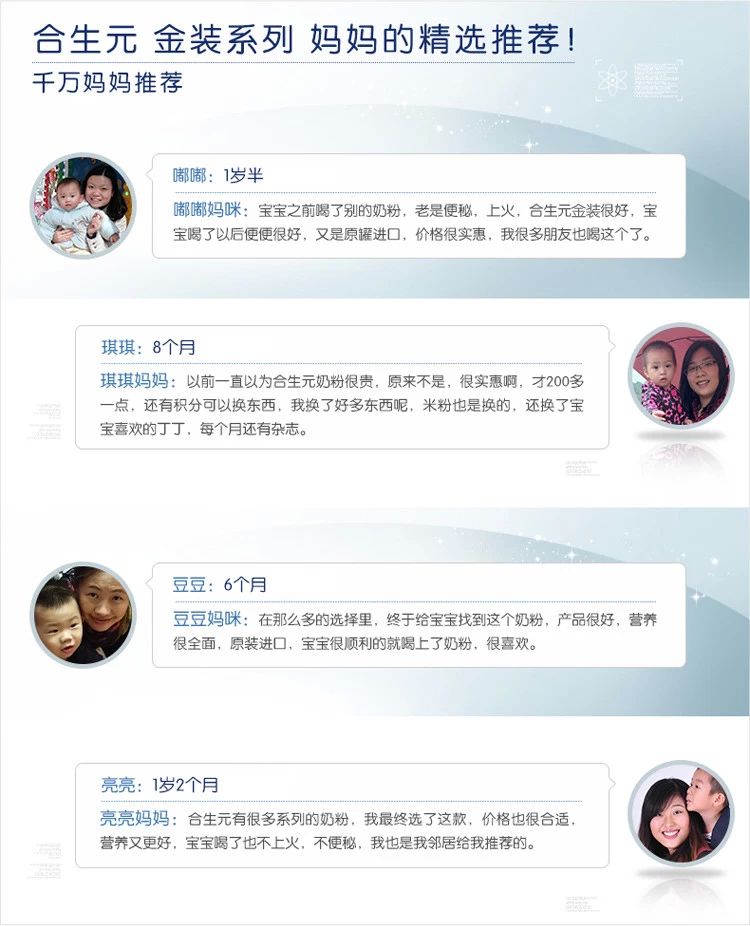 合生元 金装系列 妈妈的精选推荐！
千万妈妈推荐
嘟嘟：1岁半
嘟嘟妈咪：宝宝之前喝了别的奶粉，老是便秘，上火，合生元金装很好，宝
宝喝了以后便便很好，又是原罐进口，价格很实惠，我很多朋友也喝这个了。
琪琪：8个月
琪琪妈妈：以前一直以为合生元奶粉很贵，原来不是，很实惠啊，才200多
一点，还有积分可以换东西，我换了好多东西呢，米粉也是换的，还换了宝
宝喜欢的丁丁，每个月还有杂志。
豆豆：6个月
豆豆妈咪：在那么多的选择里，终于给宝宝找到这个奶粉，产品很好，营养
很全面，原装进口，宝宝很顺利的就喝上了奶粉，很喜欢。
亮亮：1岁2个月
亮亮妈妈：合生元有很多系列的奶粉，我最终选了这款，价格也很合适，
营养又更好，宝宝喝了也不上火，不便秘，我也是我邻居给我推荐的。